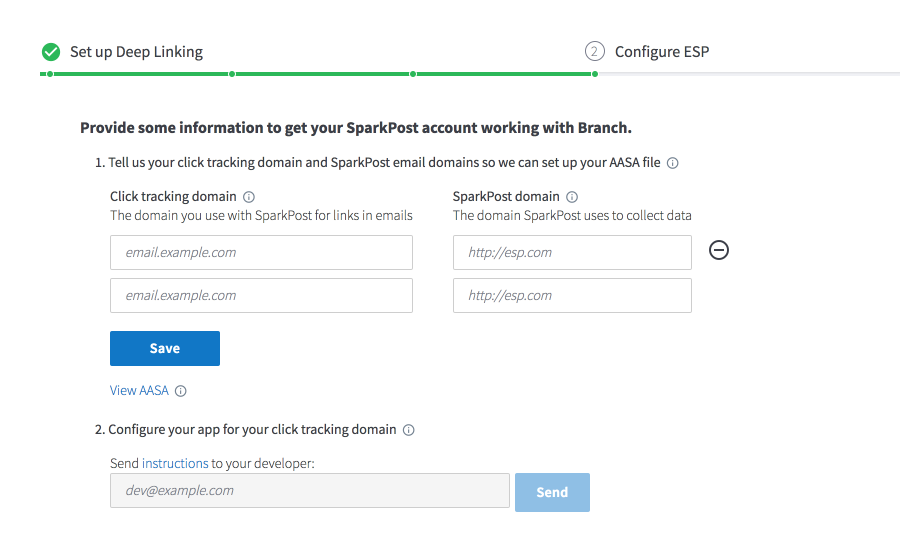 Set up Deep Linking
2 Configure ESP
Provide some information to get your SparkPost account working with Branch.
1. Tell us your click tracking domain and SparkPost email domains so we can set up your AASA file
Click tracking domain SparkPost domain
The domain you use with SparkPost for links in emails The domain SparkPost uses to collect data
email.example.com http://esp.com
email.example.com http://esp.com
Save
View AASA
2. Configure your app for your click tracking domain
Send instructions to your developer:
dev@example.com Send